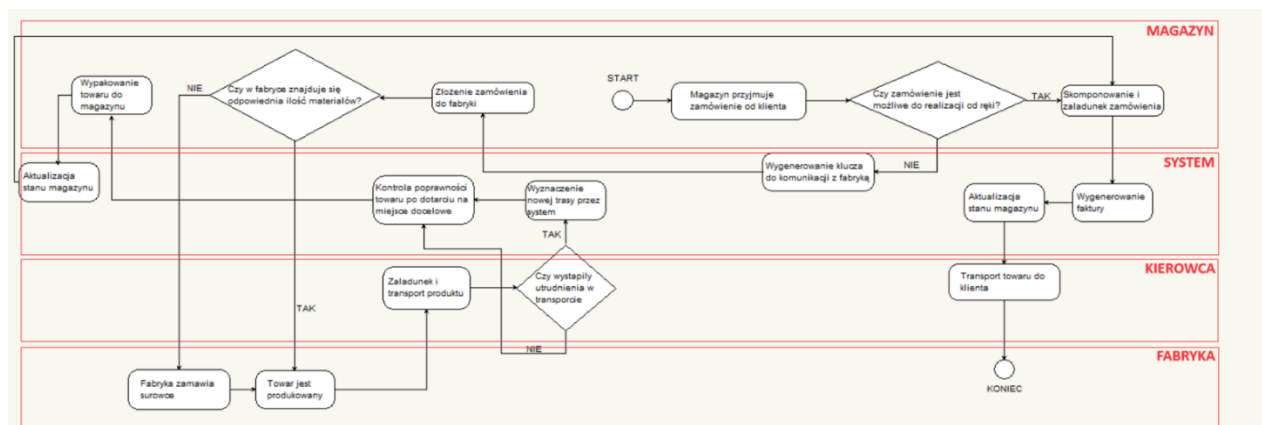 MAGAZYN
START
Wypakowanie
towaru do
magazynu
NIE
Czy w fabryce znajduje się
odpowiednia ilość materiałów?
Złożenie zamówienia
do fabryki
Magazyn przyjmuje
zamówienie od klienta
Czy zamówienie jest
możliwe do realizacji od ręki?
TAK
Skomponowanie i
załadunek zamówienia
SYSTEM
Aktualizacja
stanu magazynu
Kontrola poprawności
towaru po dotarciu na
miejsce docelowe
Wyznaczenie
nowej trasy przez
system
Wygenerowanie klucza
do komunikacji z fabryką
NIE
Aktualizacja
stanu magazynu
Wygenerowanie
faktury
TAK
KIEROWCA
Załadunek i
transport produktu
Czy wystąpiły
utrudnienia w
transporcie
Transport towaru do
klienta
TAK
NIE
FABRYKA
Fabryka zamawia
surowce
Towar jest
produkowany
KONIEC